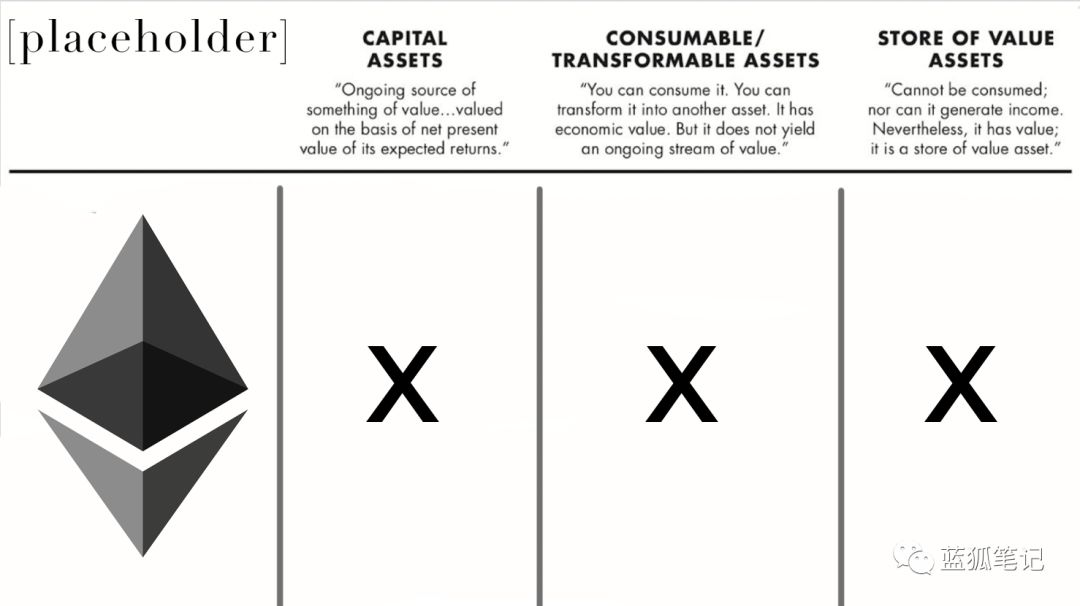 [placeholder]
CAPITAL
ASSETS
"Ongoing source of
something of value...valued
on the basis of net present
value of its expected returns."
CONSUMABLE/
TRANSFORMABLE ASSETS
"You can consume it. You can
transform it into another asset. It has
economic value. But it does not yield
an ongoing stream of value."
STORE OF VALUE
ASSETS
"Cannot be consumed;
nor can it generate income.
Nevertheless, it has value;
it is a store of value asset."
X
X
X
蓝狐笔记